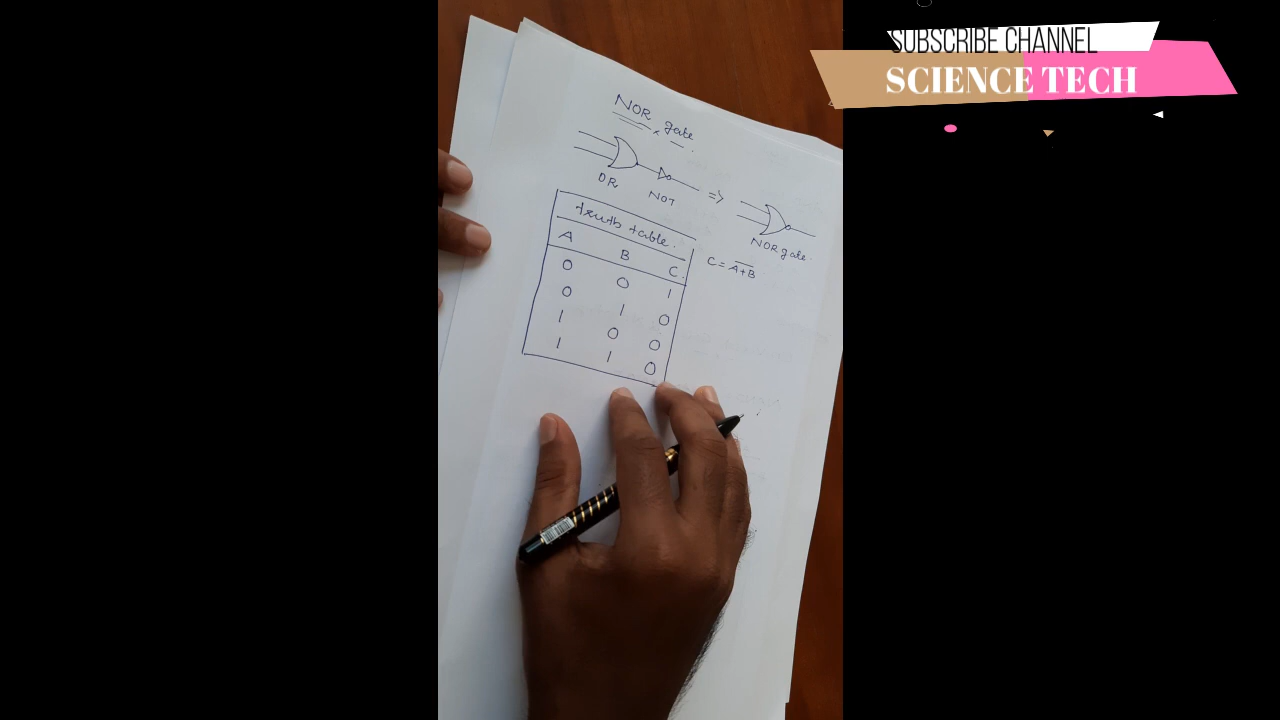 SUBSCRIBE CHANNEL
SCIENCE TECH
NOR gate.
OR NOT => NOR gate.
truth table.
A B C.
0 0 1
0 1 0
1 0 0
1 1 0
C = \overline{A+B}